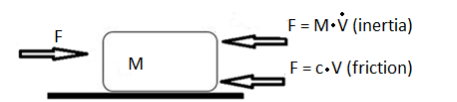 F = M•V̇ (inertia)
F
M
F = c•V (friction)